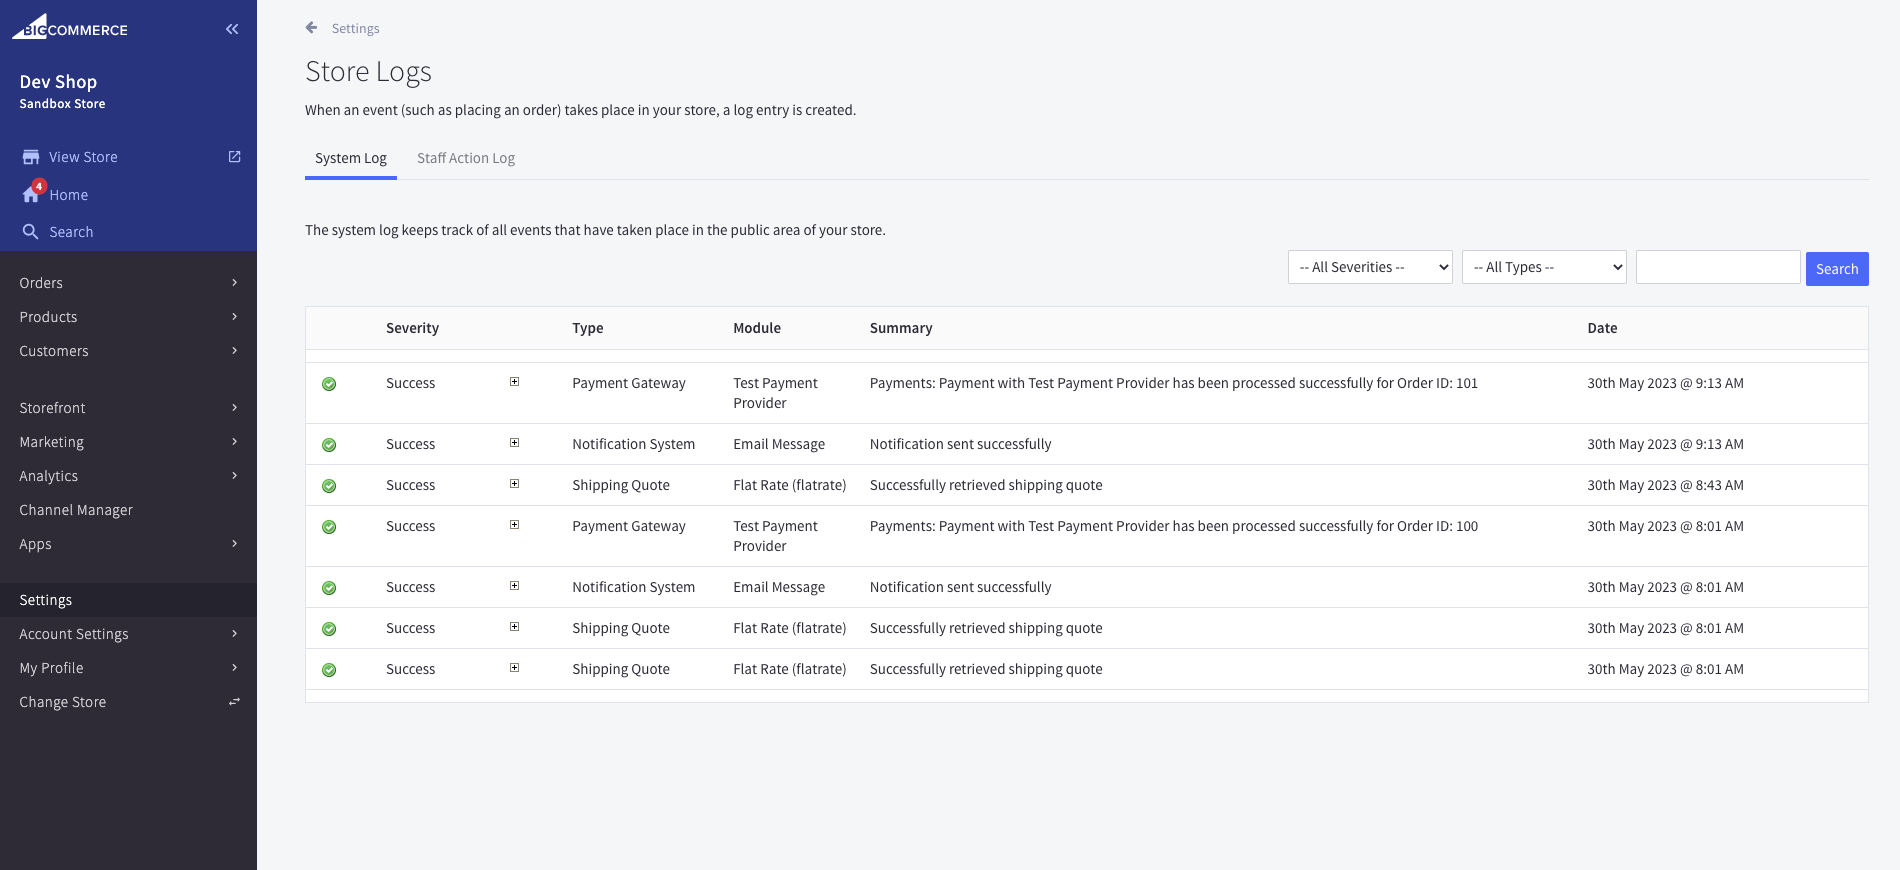 BIGCOMMERCE
Dev Shop
Sandbox Store
View Store
4
Home
Search
Orders
Products
Customers
Storefront
Marketing
Analytics
Channel Manager
Apps
Settings
Account Settings
My Profile
Change Store
Settings
Store Logs
When an event (such as placing an order) takes place in your store, a log entry is created.
System Log Staff Action Log
The system log keeps track of all events that have taken place in the public area of your store.
-- All Severities -- -- All Types -- Search
Severity Type Module Summary Date
Success Payment Gateway Test Payment Payments: Payment with Test Payment Provider has been processed successfully for Order ID: 101 30th May 2023 @ 9:13 AM
Provider
Success Notification System Email Message Notification sent successfully 30th May 2023 @ 9:13 AM
Success Shipping Quote Flat Rate (flatrate) Successfully retrieved shipping quote 30th May 2023 @ 8:43 AM
Success Payment Gateway Test Payment Payments: Payment with Test Payment Provider has been processed successfully for Order ID: 100 30th May 2023 @ 8:01 AM
Provider
Success Notification System Email Message Notification sent successfully 30th May 2023 @ 8:01 AM
Success Shipping Quote Flat Rate (flatrate) Successfully retrieved shipping quote 30th May 2023 @ 8:01 AM
Success Shipping Quote Flat Rate (flatrate) Successfully retrieved shipping quote 30th May 2023 @ 8:01 AM